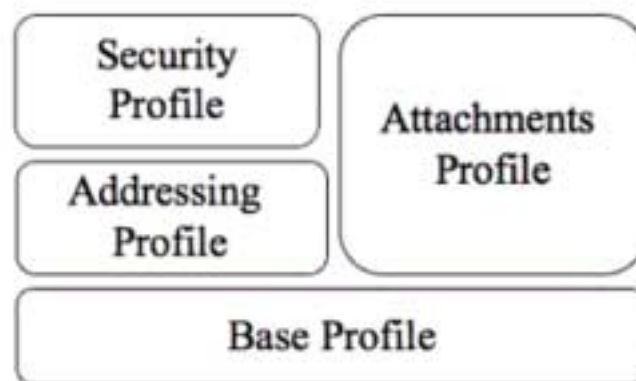 Security
Profile
Attachments
Profile
Addressing
Profile
Base Profile